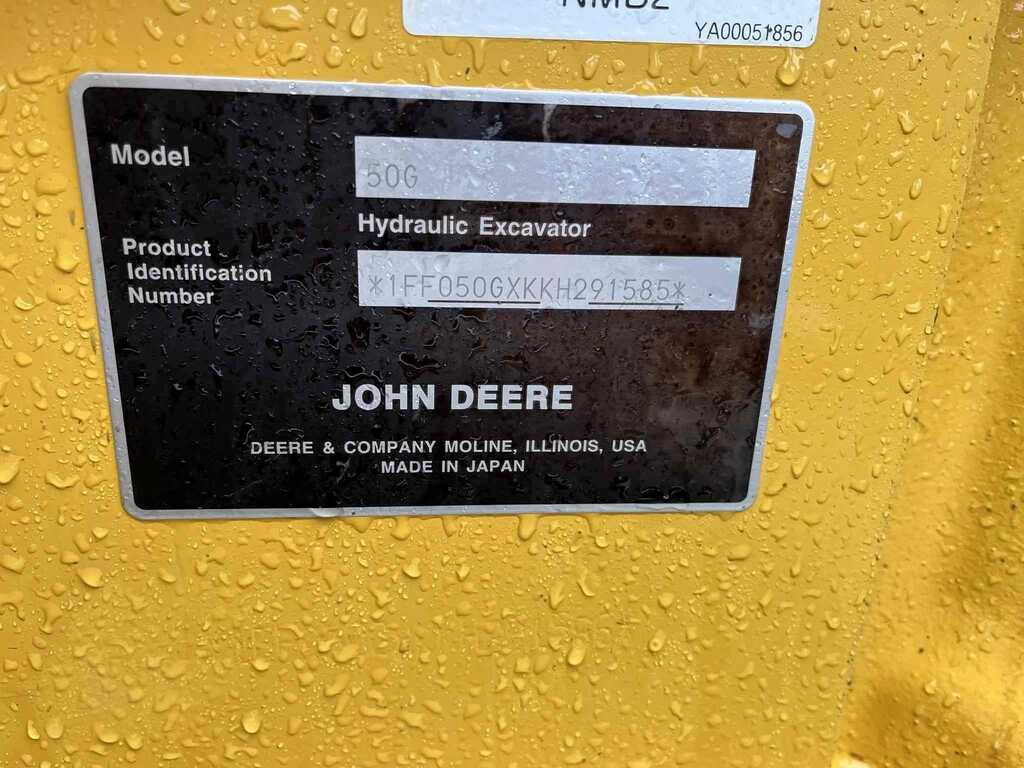 YA00051856
Model
50G
Hydraulic Excavator
Product
Identification
Number
*1FF050GXKKH291585*
JOHN DEERE
DEERE & COMPANY MOLINE, ILLINOIS, USA
MADE IN JAPAN